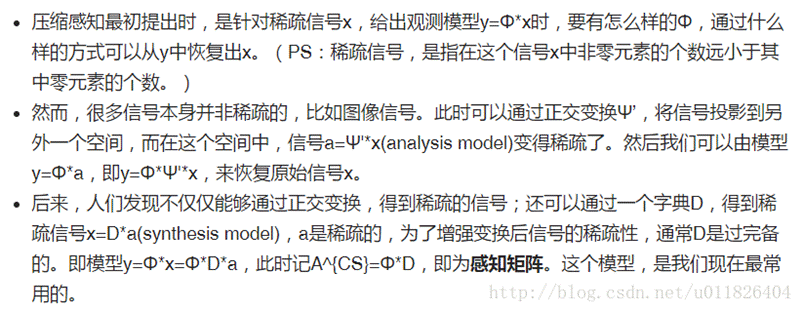 • 压缩感知最初提出时，是针对稀疏信号x，给出观测模型y=Φ*x时，要有怎么样的Φ，通过什么
样的方式可以从y中恢复出x。（PS：稀疏信号，是指在这个信号x中非零元素的个数远小于其
中零元素的个数。）
• 然而，很多信号本身并非稀疏的，比如图像信号。此时可以通过正交变换Ψ’，将信号投影到另
外一个空间，而在这个空间中，信号a=Ψ'*x(analysis model)变得稀疏了。然后我们可以由模型
y=Φ*a，即y=Φ*Ψ'*x，来恢复原始信号x。
• 后来，人们发现不仅仅能够通过正交变换，得到稀疏的信号；还可以通过一个字典D，得到稀
疏信号x=D*a(synthesis model)，a是稀疏的，为了增强变换后信号的稀疏性，通常D是过完备
的。即模型y=Φ*x=Φ*D*a，此时记A^{CS}=Φ*D，即为感知矩阵。这个模型，是我们现在最常
用的。
http://blog.csdn.net/u011826404